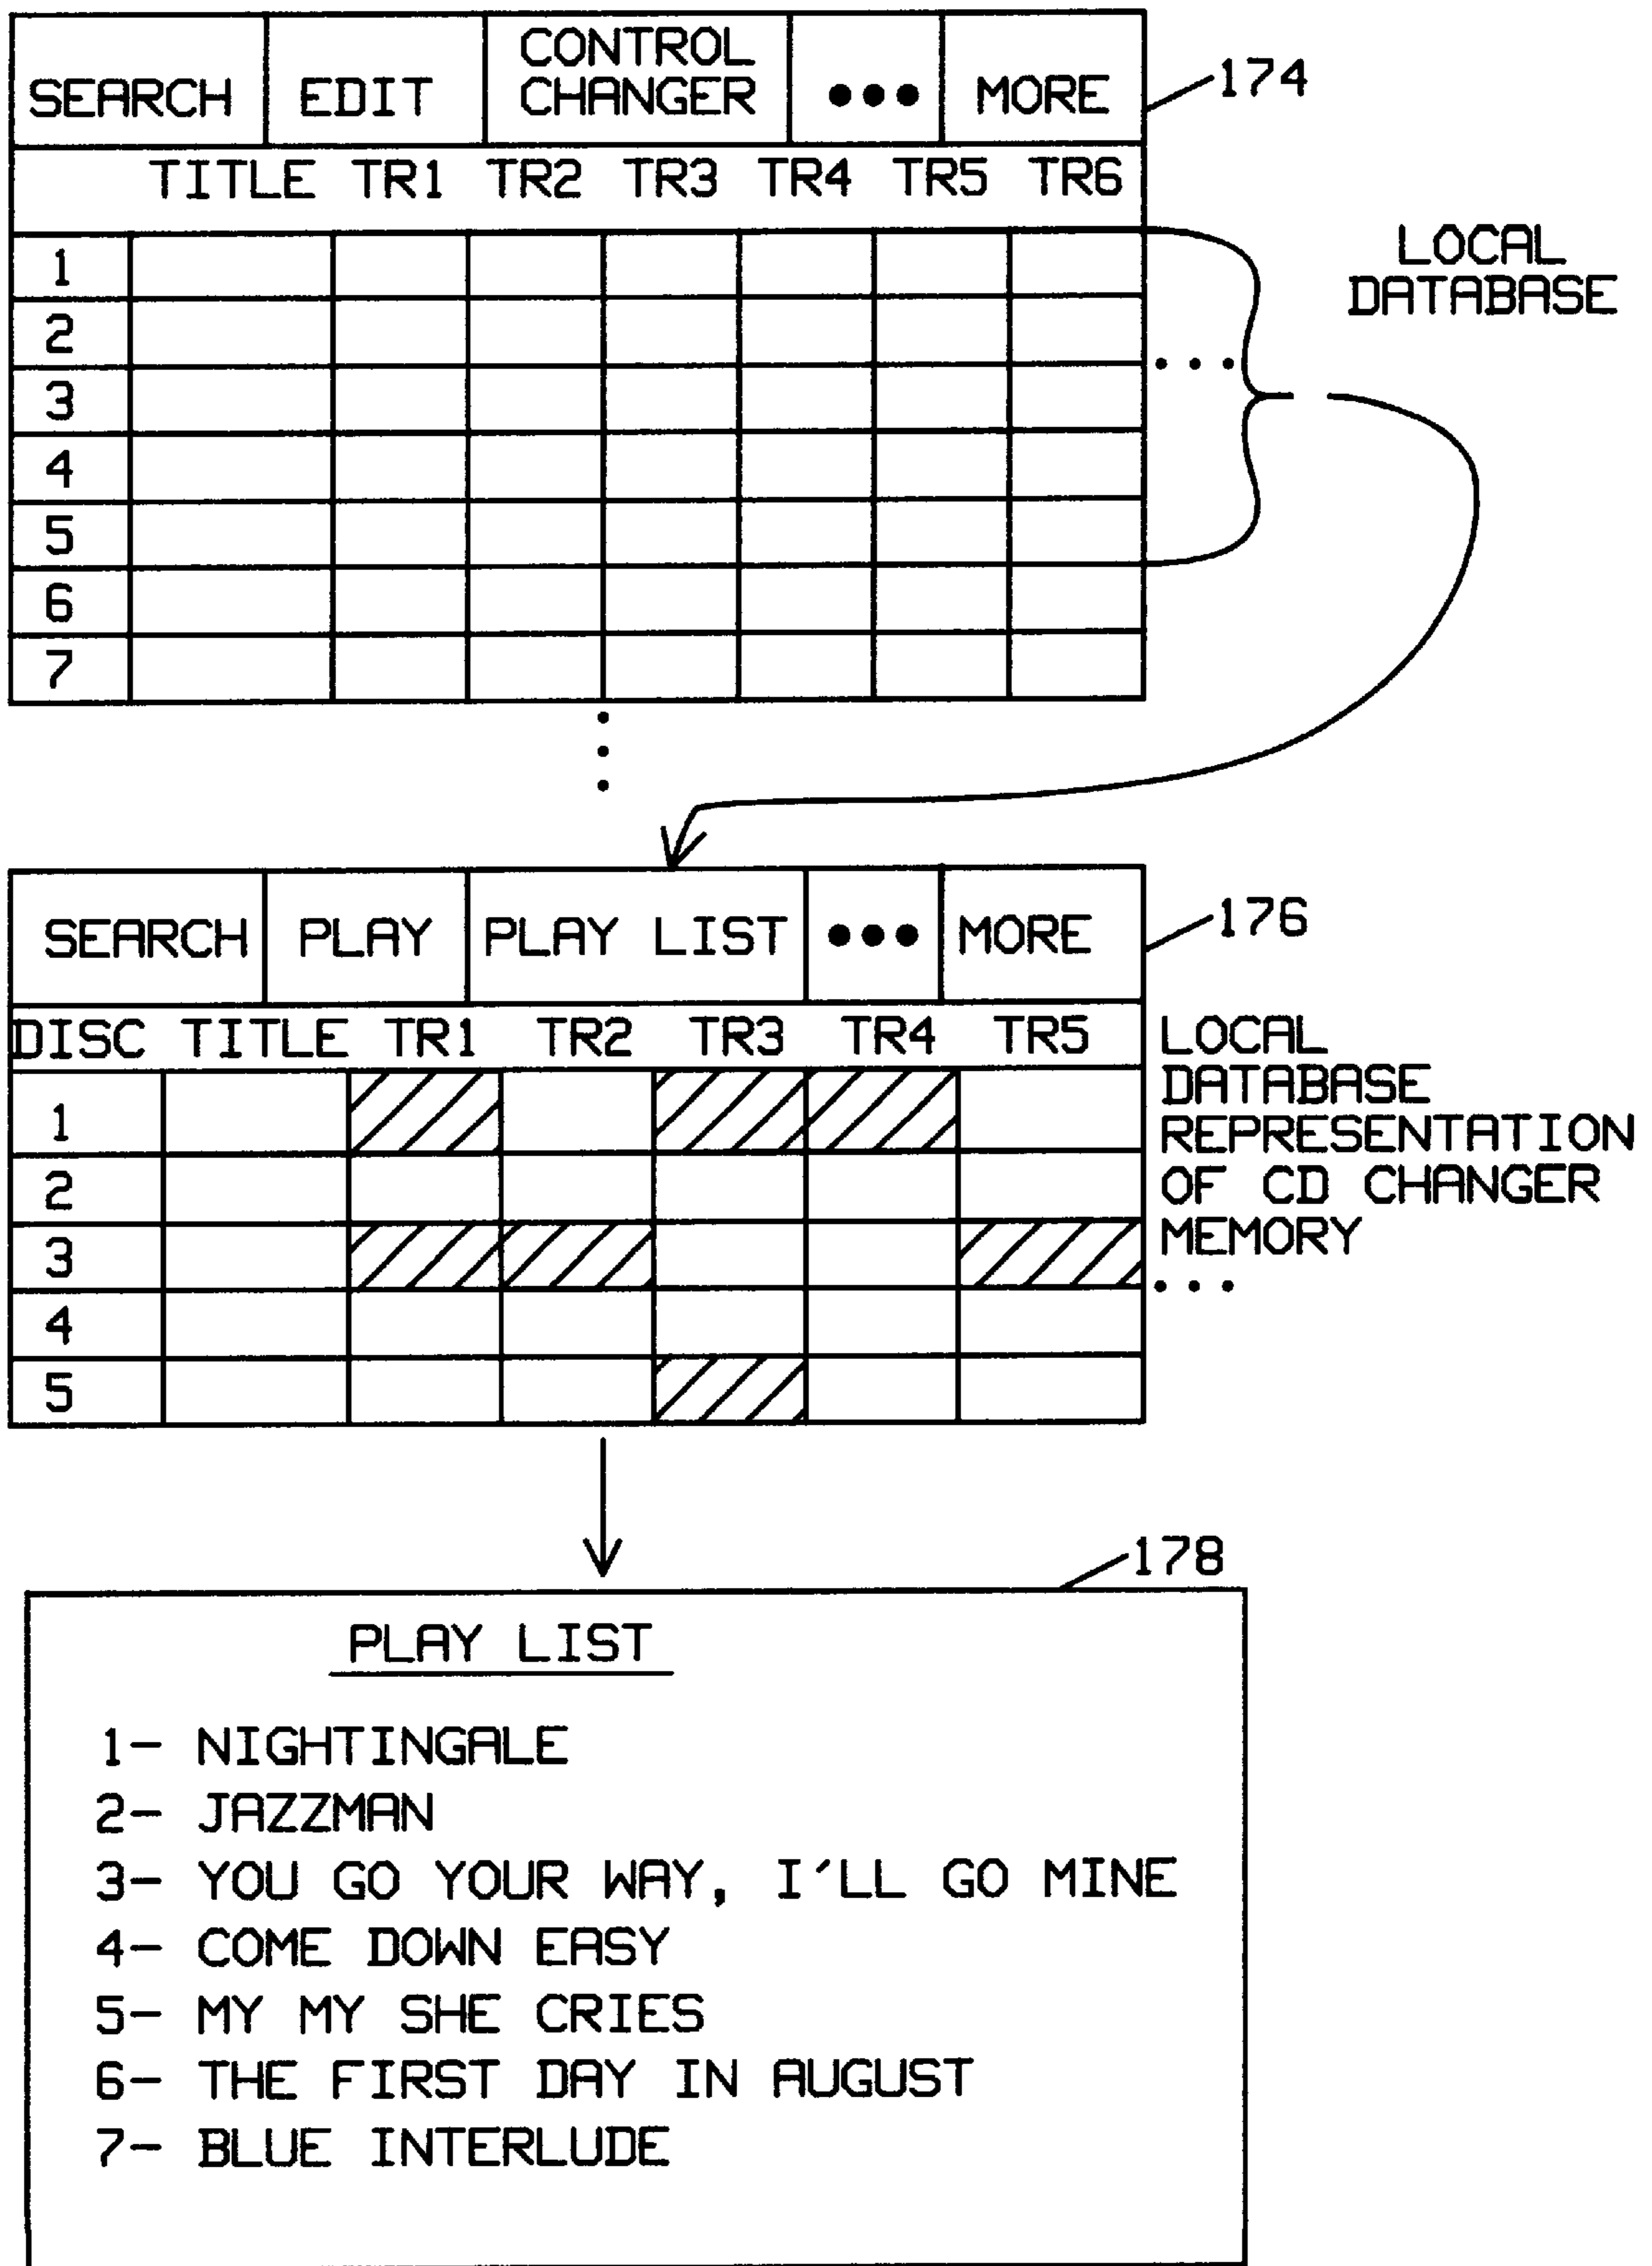 SEARCH EDIT CONTROL CHANGER ••• MORE
174
TITLE TR1 TR2 TR3 TR4 TR5 TR6
1
2
3
4
5
6
7
LOCAL
DATABASE
SEARCH PLAY PLAY LIST ••• MORE
176
DISC TITLE TR1 TR2 TR3 TR4 TR5
1
2
3
4
5
LOCAL
DATABASE
REPRESENTATION
OF CD CHANGER
MEMORY
178
PLAY LIST
1- NIGHTINGALE
2- JAZZMAN
3- YOU GO YOUR WAY, I'LL GO MINE
4- COME DOWN EASY
5- MY MY SHE CRIES
6- THE FIRST DAY IN AUGUST
7- BLUE INTERLUDE